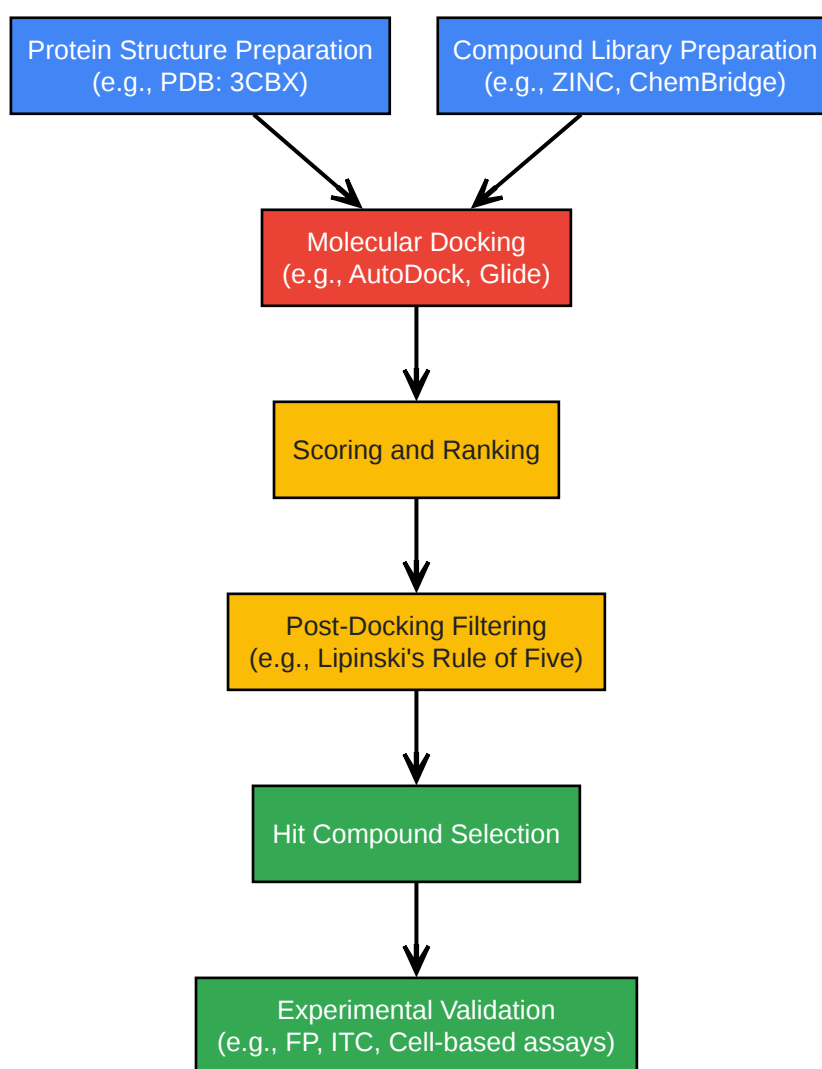 Protein Structure Preparation
(e.g., PDB: 3CBX)
Compound Library Preparation
(e.g., ZINC, ChemBridge)
Molecular Docking
(e.g., AutoDock, Glide)
Scoring and Ranking
Post-Docking Filtering
(e.g., Lipinski's Rule of Five)
Hit Compound Selection
Experimental Validation
(e.g., FP, ITC, Cell-based assays)